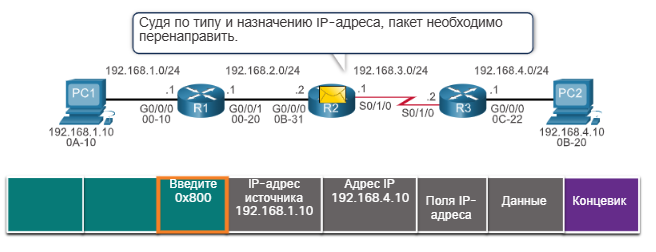 Судя по типу и назначению IP-адреса, пакет необходимо
перенаправить.
192.168.1.0/24 192.168.2.0/24 192.168.3.0/24 192.168.4.0/24
PC1 .1 R1 .1 .2 R2 .1 .2 R3 .1 PC2
G0/0/0 G0/0/1 G0/0/0 S0/1/0 S0/1/0 G0/0/0
00-10 00-20 0B-31 0C-22
192.168.1.10 192.168.4.10
0A-10 0B-20
Введите
0x800
IP-адрес
источника
192.168.1.10
Адрес IP
192.168.4.10
Поля IP-
адреса
Данные
Концевик